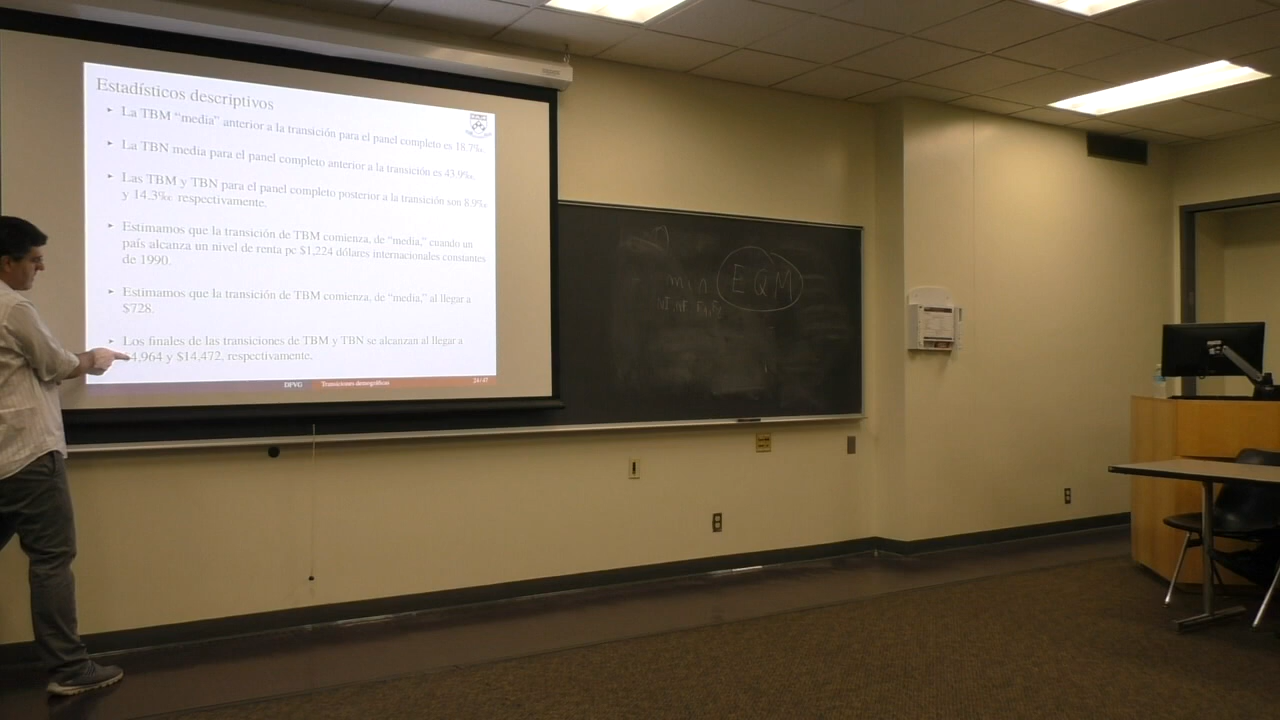 Estadísticos descriptivos
La TBM “media” anterior a la transición para el panel completo es 18.7‰.
La TBN media para el panel completo anterior a la transición es 43.9‰.
Las TBM y TBN para el panel completo posterior a la transición son 8.9‰
y 14.3‰ respectivamente.
Estimamos que la transición de TBM comienza, de “media,” cuando un
país alcanza un nivel de renta pc $1,224 dólares internacionales constantes
de 1990.
Estimamos que la transición de TBM comienza, de “media,” al llegar a
$728.
Los finales de las transiciones de TBM y TBN se alcanzan al llegar a
4,964 y $14,472, respectivamente.
DFVG Transiciones demográficas 24/47
min EQM